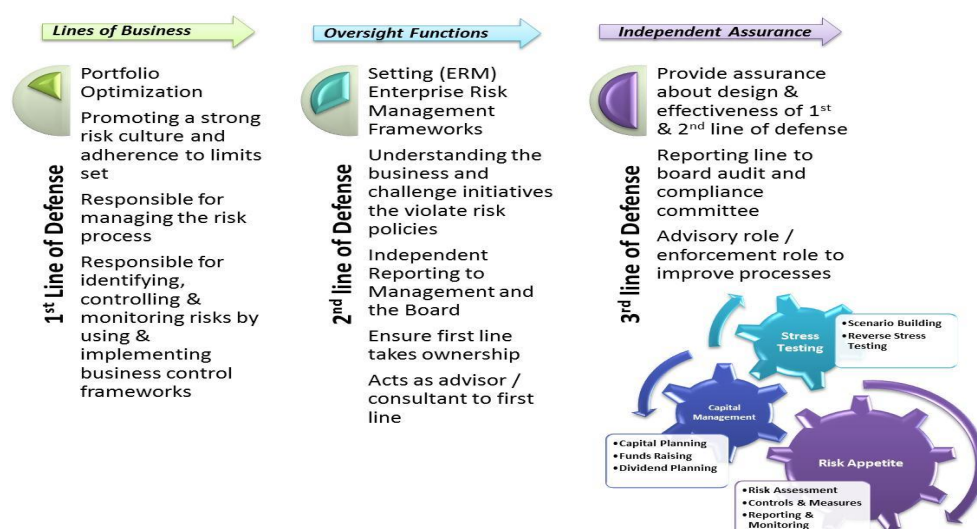 Lines of Business
Portfolio
Optimization
Promoting a strong
risk culture and
adherence to limits
set
Responsible for
managing the risk
process
Responsible for
identifying,
controlling &
monitoring risks by
using &
implementing
business control
frameworks
1st Line of Defense
Oversight Functions
Setting (ERM)
Enterprise Risk
Management
Frameworks
Understanding the
business and
challenge initiatives
the violate risk
policies
Independent
Reporting to
Management and
the Board
Ensure first line
takes ownership
Acts as advisor /
consultant to first
line
2nd line of Defense
Independent Assurance
Provide assurance
about design &
effectiveness of 1st
& 2nd line of defense
Reporting line to
board audit and
compliance
committee
Advisory role /
enforcement role to
improve processes
3rd line of Defense
Stress
Testing
•Scenario Building
•Reverse Stress
Testing
Capital
Management
•Capital Planning
•Funds Raising
•Dividend Planning
Risk Appetite
•Risk Assessment
•Controls & Measures
•Reporting &
Monitoring